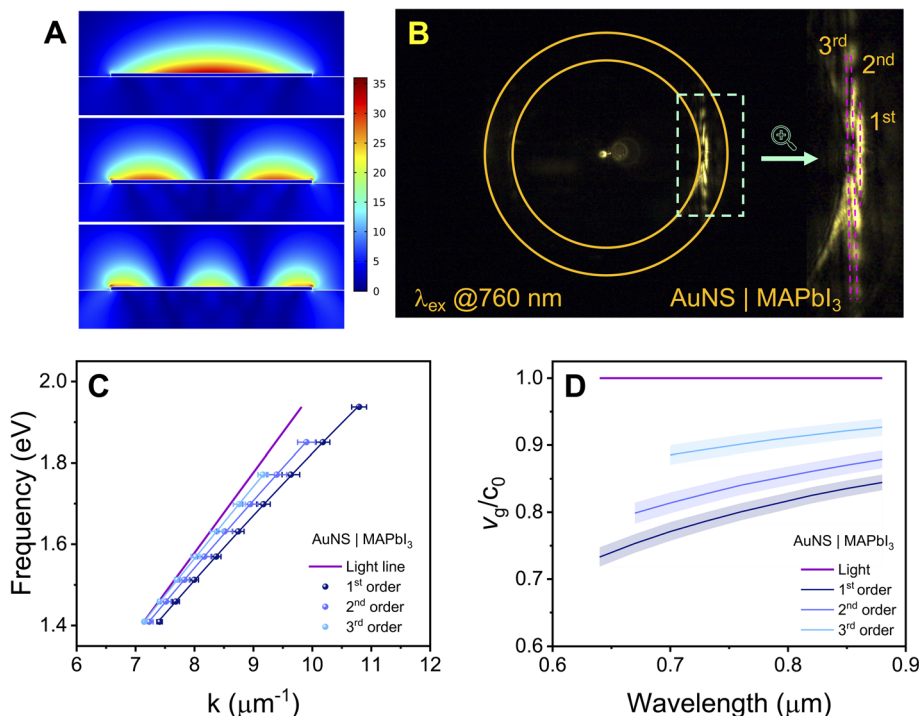 A
35
30
25
20
15
10
5
0
B
3rd
2nd
1st
λex @760 nm
AuNS | MAPbI3
C
2.0
1.8
1.6
1.4
Frequency (eV)
6 7 8 9 10 11 12
k (μm-1)
AuNS | MAPbI3
Light line
1st order
2nd order
3rd order
D
1.0
0.9
0.8
0.7
0.6
vg/c0
0.6 0.7 0.8 0.9
Wavelength (μm)
AuNS | MAPbI3
Light
1st order
2nd order
3rd order